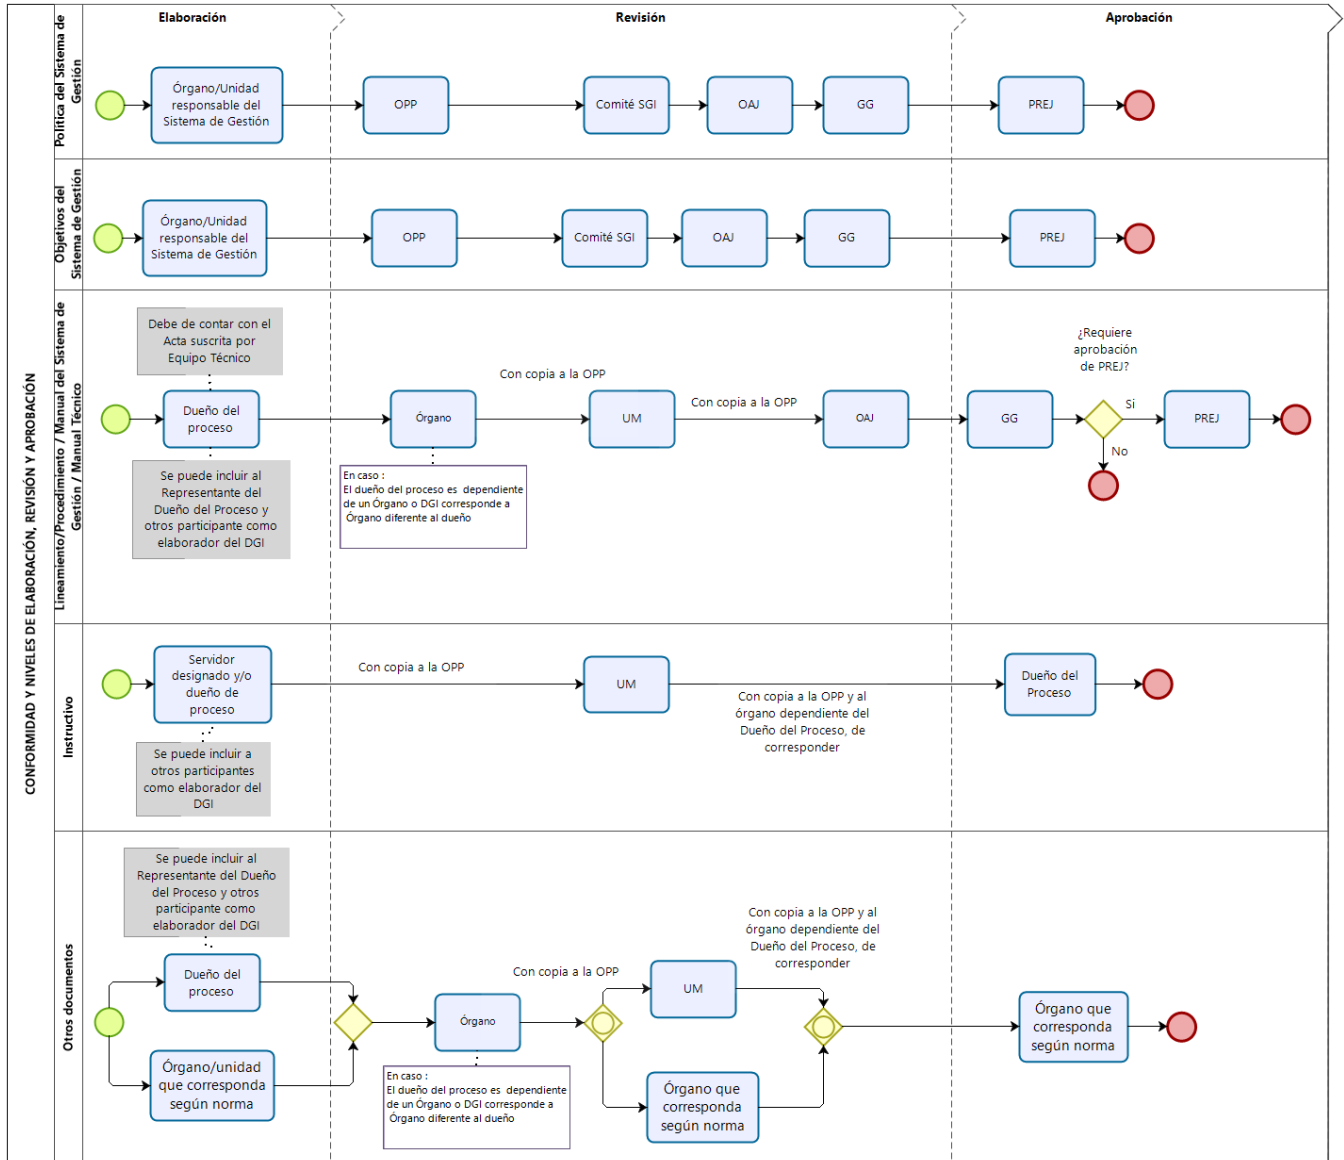 Elaboración
Revisión
Aprobación
CONFORMIDAD Y NIVELES DE ELABORACIÓN, REVISIÓN Y APROBACIÓN
Política del Sistema de
Gestión
Órgano/Unidad
responsable del
Sistema de Gestión
OPP
Comité SGI
OAJ
GG
PREJ
Objetivos del
Sistema de Gestión
Órgano/Unidad
responsable del
Sistema de Gestión
OPP
Comité SGI
OAJ
GG
PREJ
Lineamiento/Procedimiento / Manual del Sistema de
Gestión / Manual Técnico
Debe de contar con el
Acta suscrita por
Equipo Técnico
Dueño del
proceso
Se puede incluir al
Representante del
Dueño del Proceso y
otros participante como
elaborador del DGI
Órgano
En caso :
El dueño del proceso es dependiente
de un Órgano o DGI corresponde a
Órgano diferente al dueño
Con copia a la OPP
UM
Con copia a la OPP
OAJ
GG
¿Requiere
aprobación
de PREJ?
Si
No
PREJ
Instructivo
Servidor
designado y/o
dueño de
proceso
Se puede incluir a
otros participantes
como elaborador del
DGI
Con copia a la OPP
UM
Con copia a la OPP y al
órgano dependiente del
Dueño del Proceso, de
corresponder
Dueño del
Proceso
Otros documentos
Se puede incluir al
Representante del Dueño
del Proceso y otros
participante como
elaborador del DGI
Dueño del
proceso
Órgano/unidad
que corresponda
según norma
Órgano
En caso :
El dueño del proceso es dependiente
de un Órgano o DGI corresponde a
Órgano diferente al dueño
Con copia a la OPP
UM
Órgano que
corresponda
según norma
Con copia a la OPP y al
órgano dependiente del
Dueño del Proceso, de
corresponder
Órgano que
corresponda
según norma